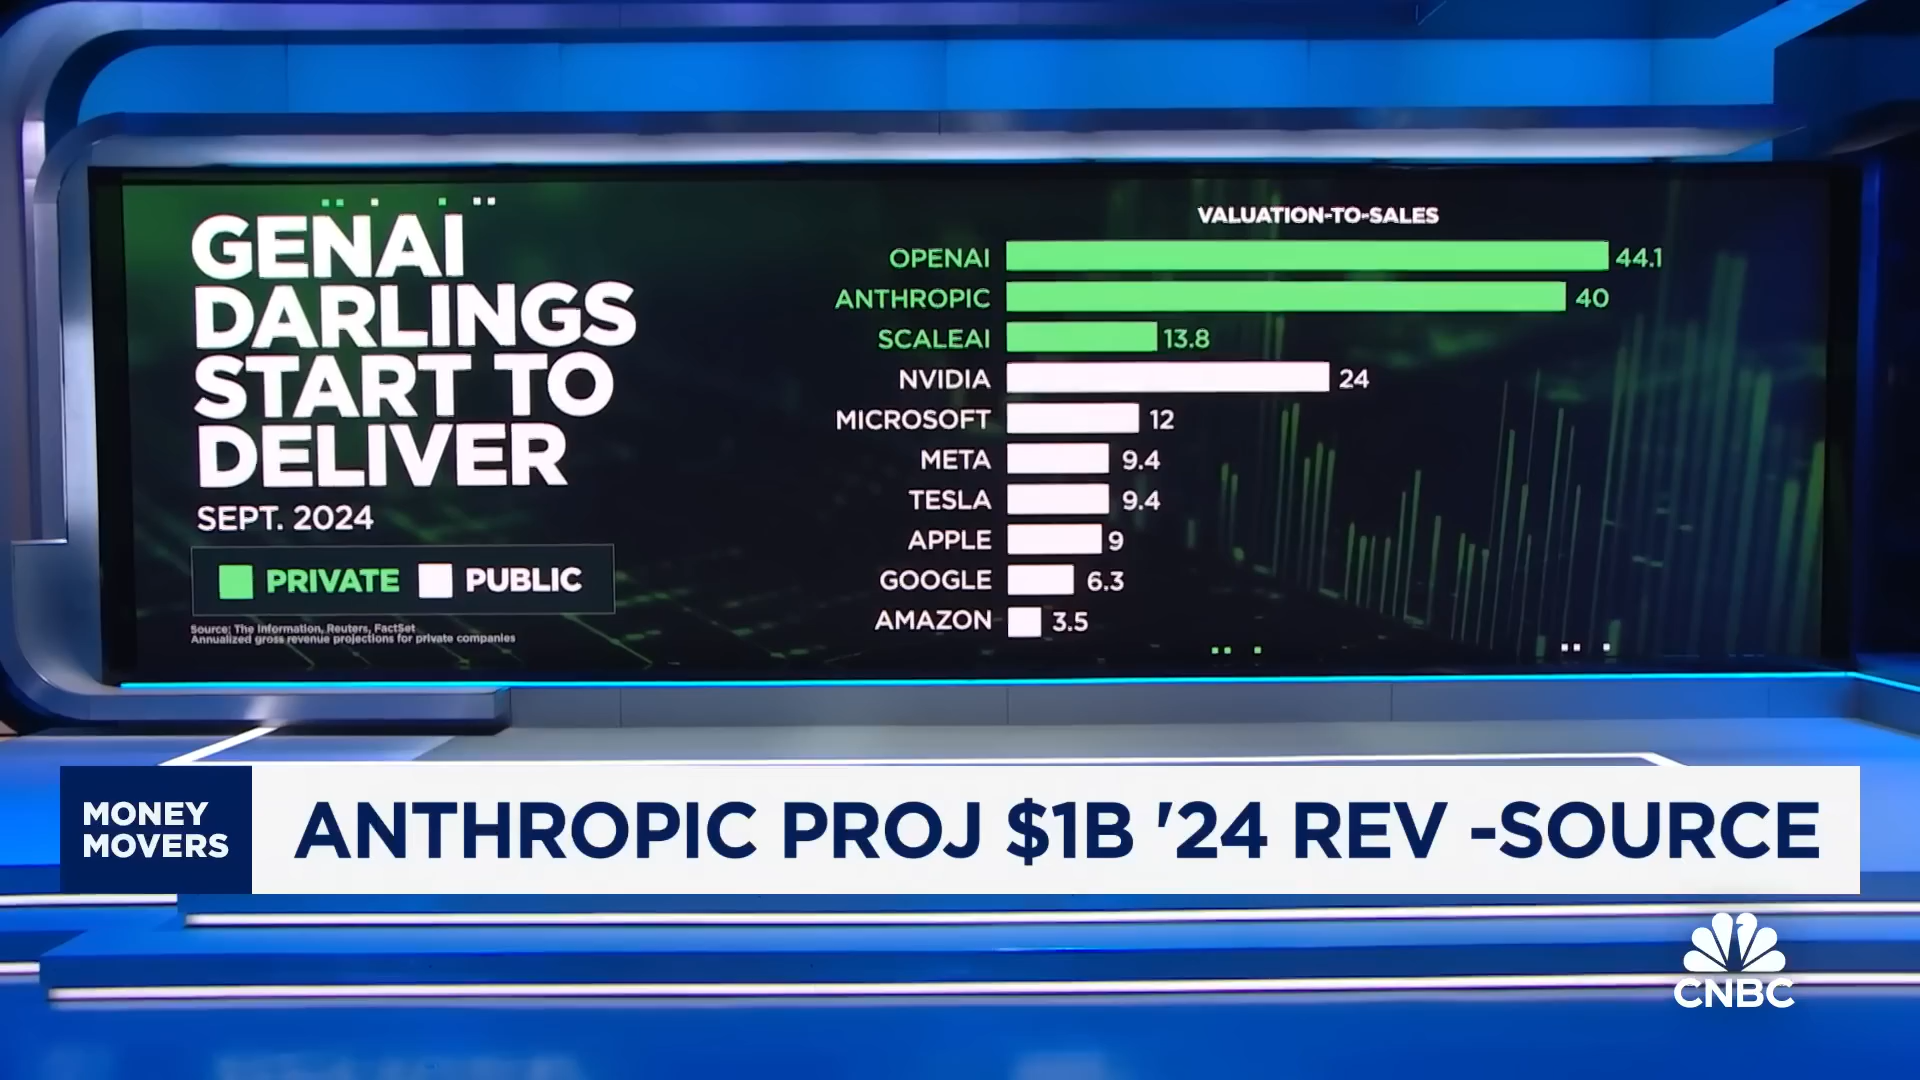 GENAI
DARLINGS
START TO
DELIVER
SEPT. 2024
PRIVATE PUBLIC
Source: The Information, Reuters, FactSet
Annualized gross revenue projections for private companies
VALUATION-TO-SALES
OPENAI 44.1
ANTHROPIC 40
SCALEAI 13.8
NVIDIA 24
MICROSOFT 12
META 9.4
TESLA 9.4
APPLE 9
GOOGLE 6.3
AMAZON 3.5
MONEY
MOVERS
ANTHROPIC PROJ $1B '24 REV -SOURCE
CNBC